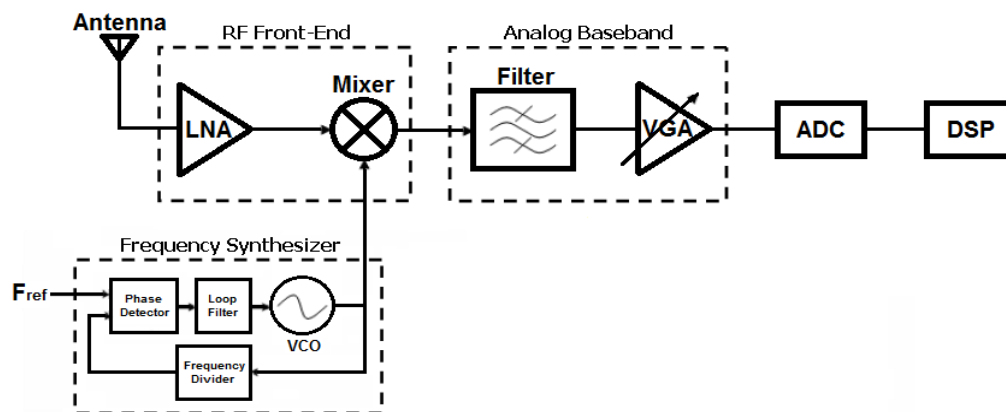 Antenna
RF Front-End
Analog Baseband
Mixer
Filter
LNA
VGA
ADC
DSP
Frequency Synthesizer
Fref
Phase
Detector
Loop
Filter
VCO
Frequency
Divider